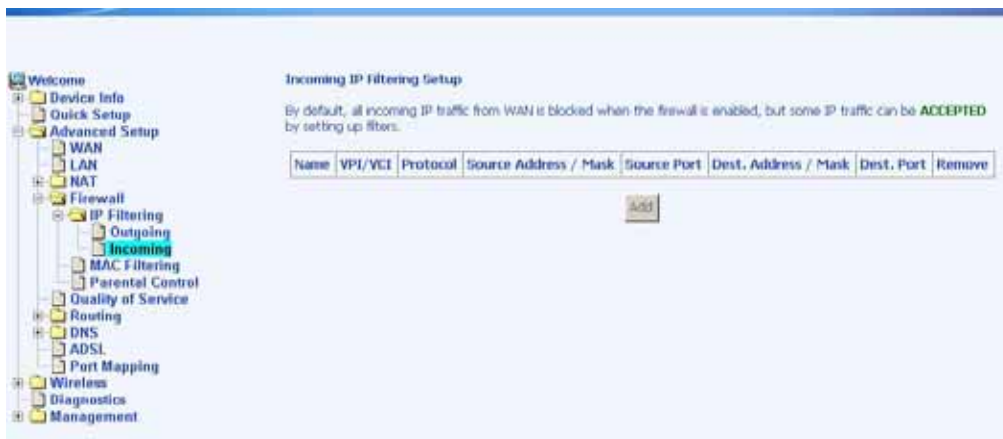 Welcome
Device Info
Quick Setup
Advanced Setup
WAN
LAN
NAT
Firewall
IP Filtering
Outgoing
Incoming
MAC Filtering
Parental Control
Quality of Service
Routing
DNS
ADSL
Port Mapping
Wireless
Diagnostics
Management
Incoming IP Filtering Setup
By default, all incoming IP traffic from WAN is blocked when the firewall is enabled, but some IP traffic can be ACCEPTED
by setting up filters.
Name VPI/VCI Protocol Source Address / Mask Source Port Dest. Address / Mask Dest. Port Remove
Add